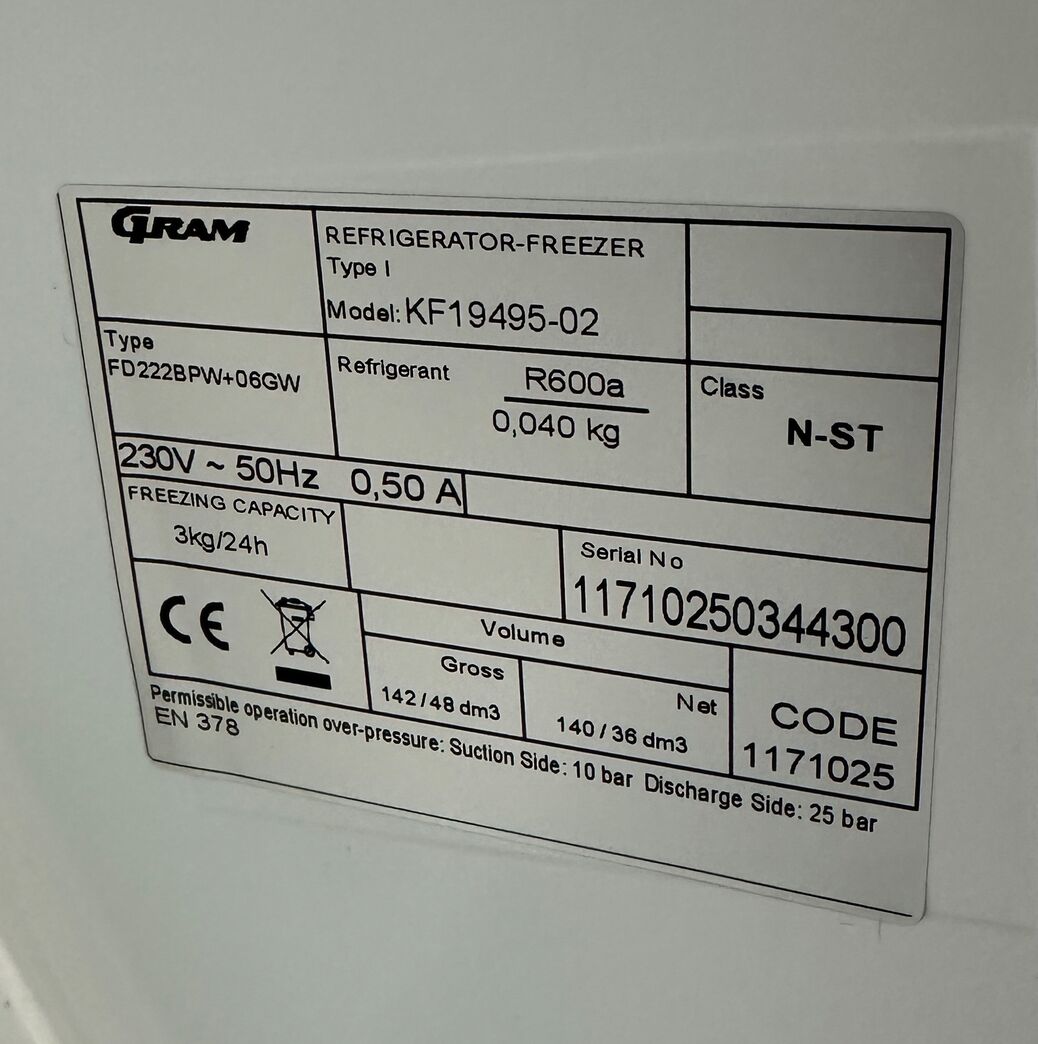 GRAM
REFRIGERATOR-FREEZER
Type I
Model: KF19495-02
Type
FD222BPW+06GW
Refrigerant
R600a
0,040 kg
Class
N-ST
230V ~ 50Hz 0,50 A
FREEZING CAPACITY
3kg/24h
Serial No
11710250344300
CE
Volume
Gross
142/48 dm3
Net
140/36 dm3
CODE
1171025
Permissible operation over-pressure: Suction Side: 10 bar Discharge Side: 25 bar
EN 378